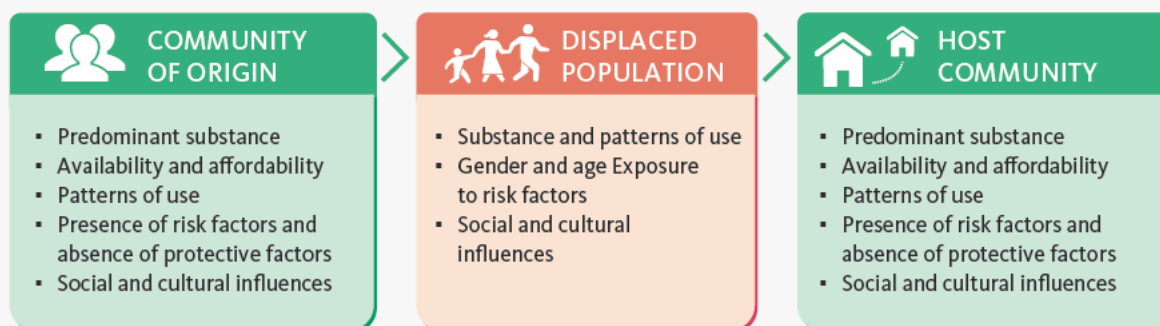 COMMUNITY
OF ORIGIN
▪ Predominant substance
▪ Availability and affordability
▪ Patterns of use
▪ Presence of risk factors and
absence of protective factors
▪ Social and cultural influences
DISPLACED
POPULATION
▪ Substance and patterns of use
▪ Gender and age Exposure
to risk factors
▪ Social and cultural
influences
HOST
COMMUNITY
▪ Predominant substance
▪ Availability and affordability
▪ Patterns of use
▪ Presence of risk factors and
absence of protective factors
▪ Social and cultural influences